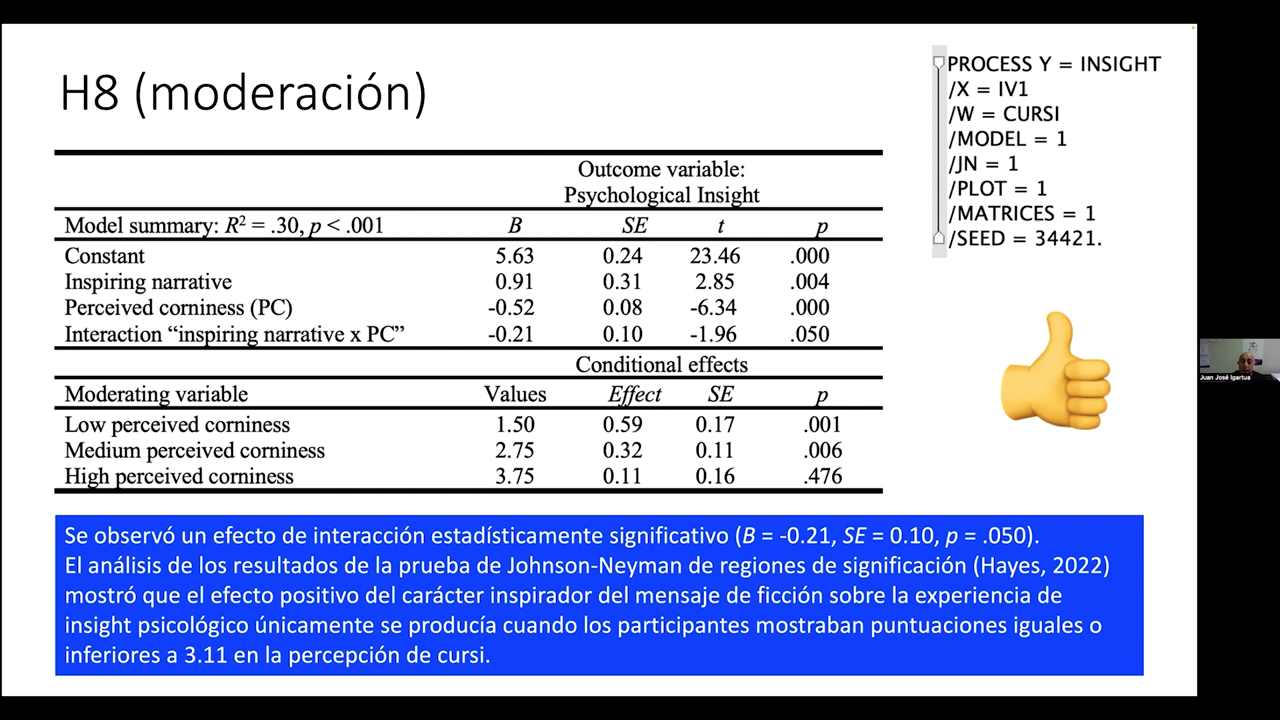 H8 (moderación)
PROCESS Y = INSIGHT
/X = IV1
/W = CURSI
/MODEL = 1
/JN = 1
/PLOT = 1
/MATRICES = 1
/SEED = 34421.
Outcome variable:
Psychological Insight
Model summary: R² = .30, p < .001 B SE t p
Constant 5.63 0.24 23.46 .000
Inspiring narrative 0.91 0.31 2.85 .004
Perceived corniness (PC) -0.52 0.08 -6.34 .000
Interaction “inspiring narrative x PC” -0.21 0.10 -1.96 .050
Conditional effects
Moderating variable Values Effect SE p
Low perceived corniness 1.50 0.59 0.17 .001
Medium perceived corniness 2.75 0.32 0.11 .006
High perceived corniness 3.75 0.11 0.16 .476
Se observó un efecto de interacción estadísticamente significativo (B = -0.21, SE = 0.10, p = .050).
El análisis de los resultados de la prueba de Johnson-Neyman de regiones de significación (Hayes, 2022)
mostró que el efecto positivo del carácter inspirador del mensaje de ficción sobre la experiencia de
insight psicológico únicamente se producía cuando los participantes mostraban puntuaciones iguales o
inferiores a 3.11 en la percepción de cursi.
Juan José Igartua